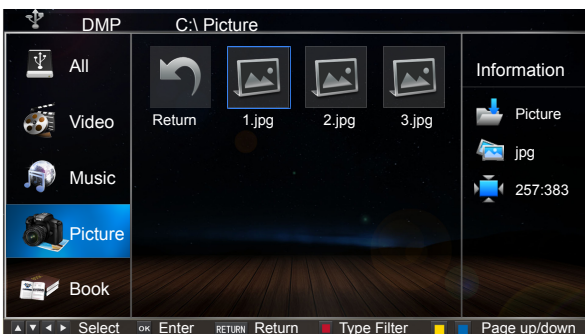 DMP C:\ Picture
All
Video
Music
Picture
Book
Return 1.jpg 2.jpg 3.jpg
Information
Picture
jpg
257:383
Select OK Enter RETURN Return Type Filter Page up/down